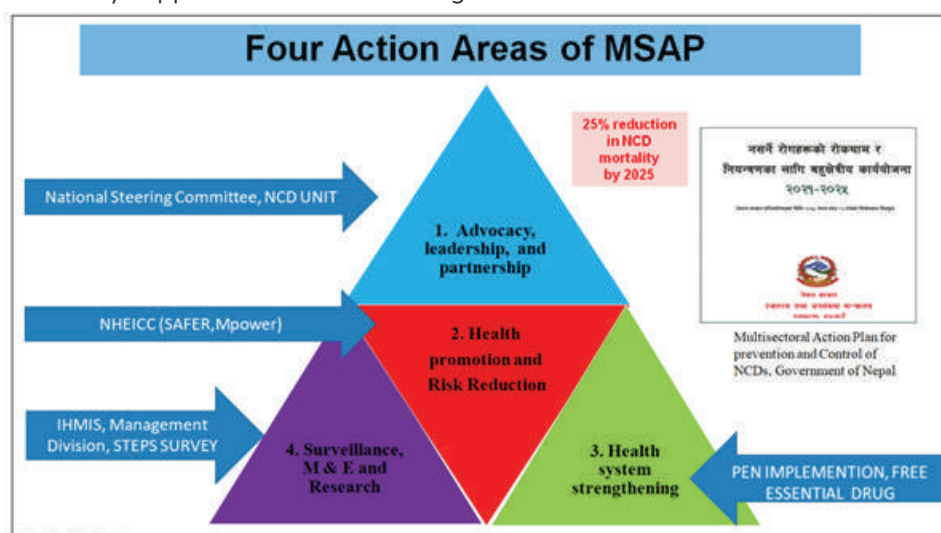 Four Action Areas of MSAP
25% reduction
in NCD
mortality
by 2025
नसर्ने रोगहरूको रोकथाम र
नियन्त्रणका लागि बहुक्षेत्रीय कार्ययोजना
२०२१-२०२५
National Steering Committee, NCD UNIT
1. Advocacy,
leadership, and
partnership
NHEICC (SAFER,Mpower)
2. Health
promotion and
Risk Reduction
नेपाल सरकार
Multisectoral Action Plan for
prevention and Control of
NCDs, Government of Nepal
IHMIS, Management
Division, STEPS SURVEY
4. Surveillance,
M & E and
Research
3. Health
system
strengthening
PEN IMPLEMENTION, FREE
ESSENTIAL DRUG